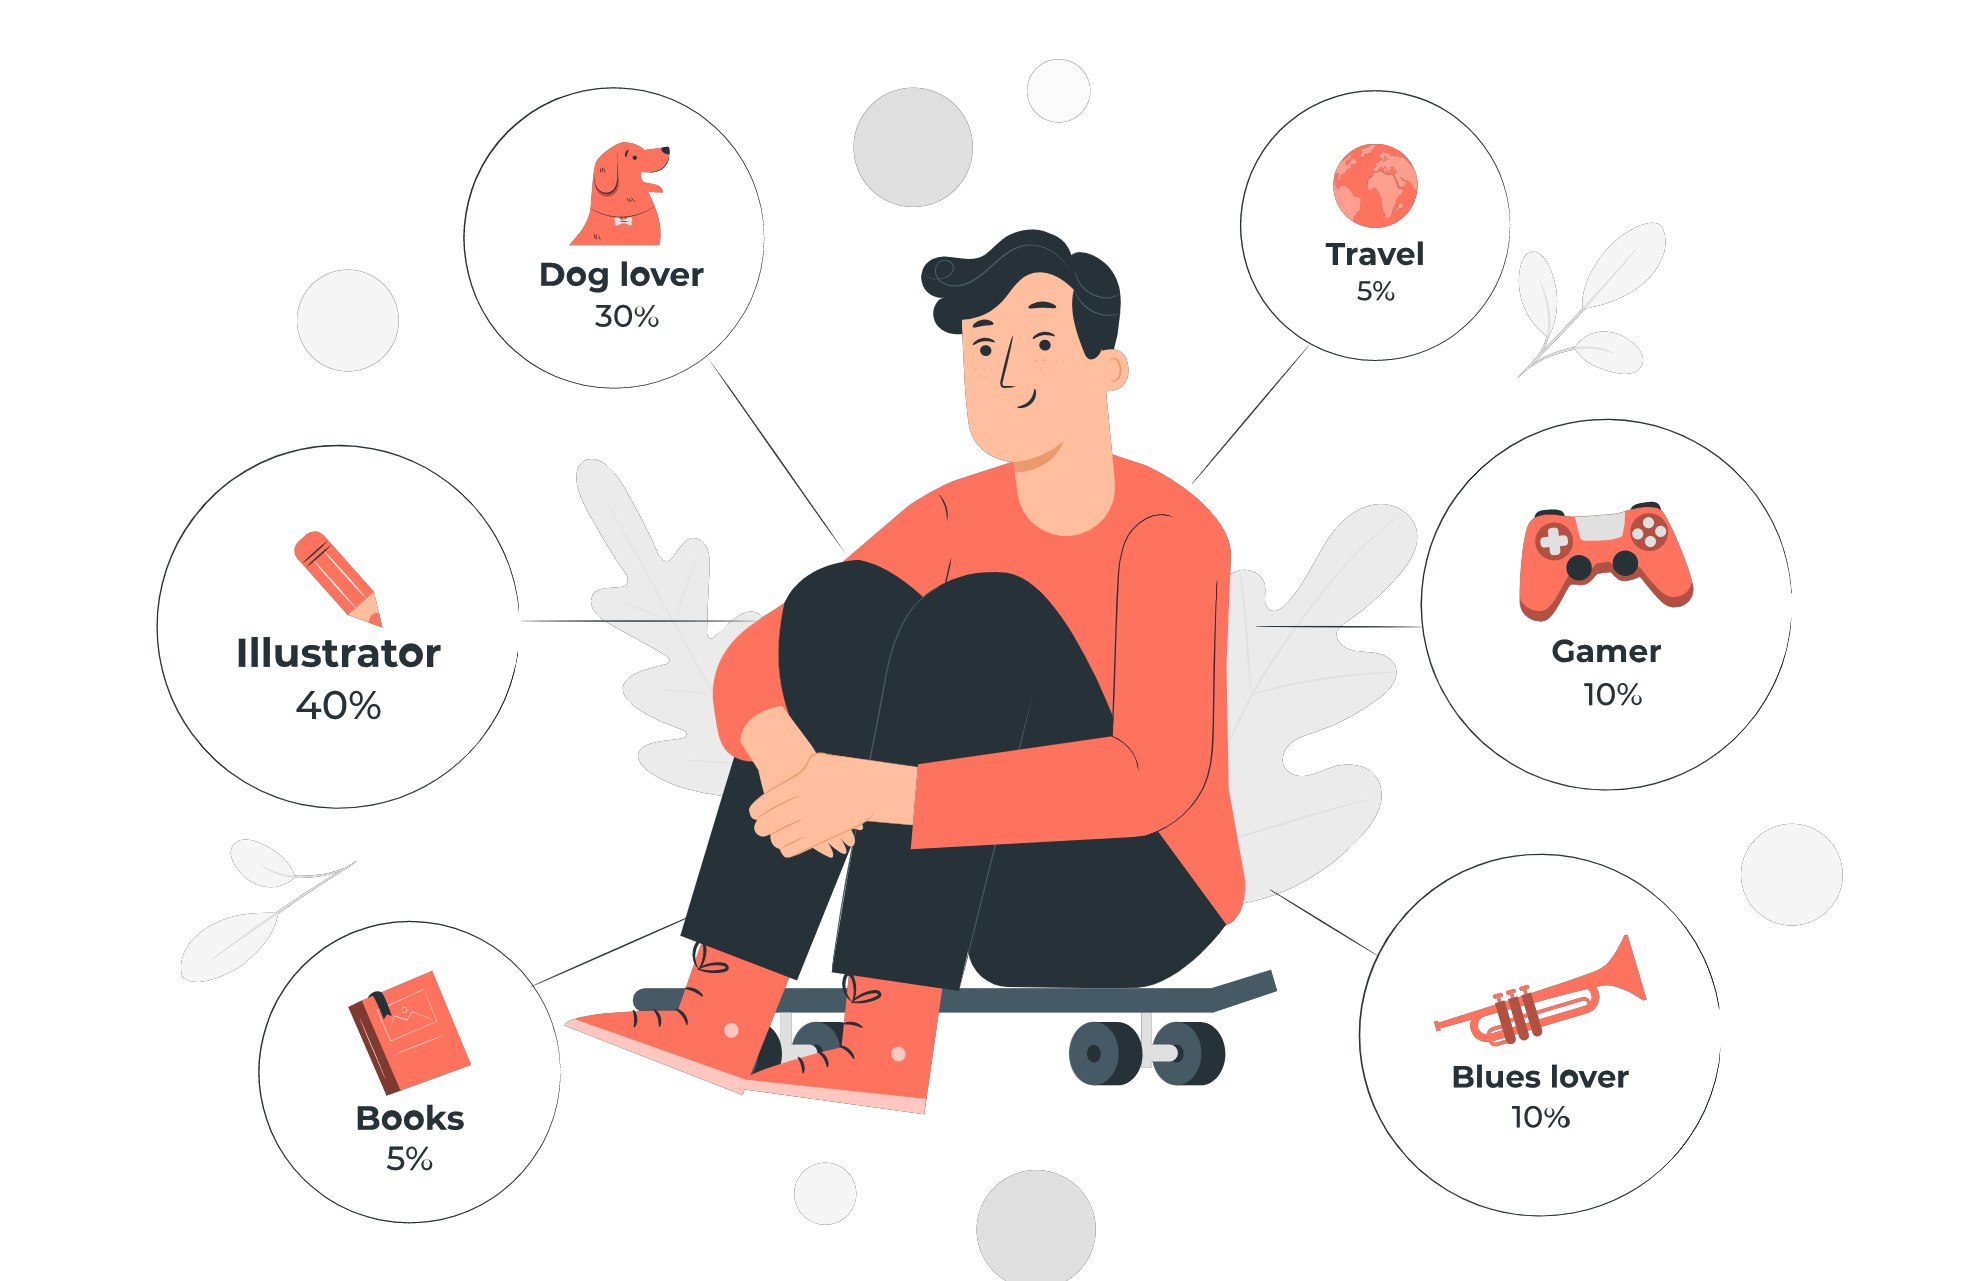 Dog lover
30%
Travel
5%
Illustrator
40%
Gamer
10%
Books
5%
Blues lover
10%